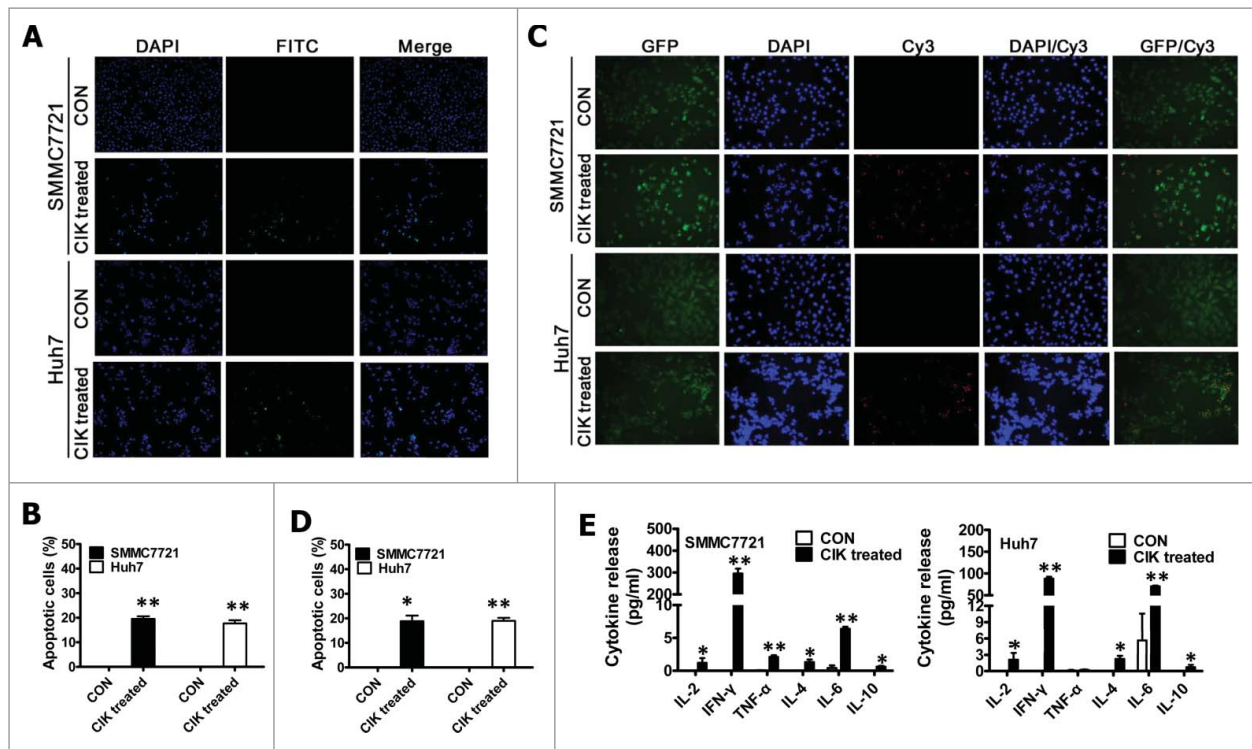 A
DAPI FITC Merge
SMMC7721
CON
CIK treated
Huh7
CON
CIK treated
C
GFP DAPI Cy3 DAPI/Cy3 GFP/Cy3
SMMC7721
CON
CIK treated
Huh7
CON
CIK treated
B
Apoptotic cells (%)
50
40
30
20
10
0
SMMC7721
Huh7
** **
CON CIK treated CON CIK treated
D
Apoptotic cells (%)
50
40
30
20
10
0
SMMC7721
Huh7
* **
CON CIK treated CON CIK treated
E
Cytokine release
(pg/ml)
500
400
300
200
100
10
5
0
SMMC7721
CON
CIK treated
* ** ** * ** *
IL-2 IFN-γ TNF-α IL-4 IL-6 IL-10
Cytokine release
(pg/ml)
200
150
100
50
12
9
6
3
0
Huh7
CON
CIK treated
* ** * ** *
IL-2 IFN-γ TNF-α IL-4 IL-6 IL-10